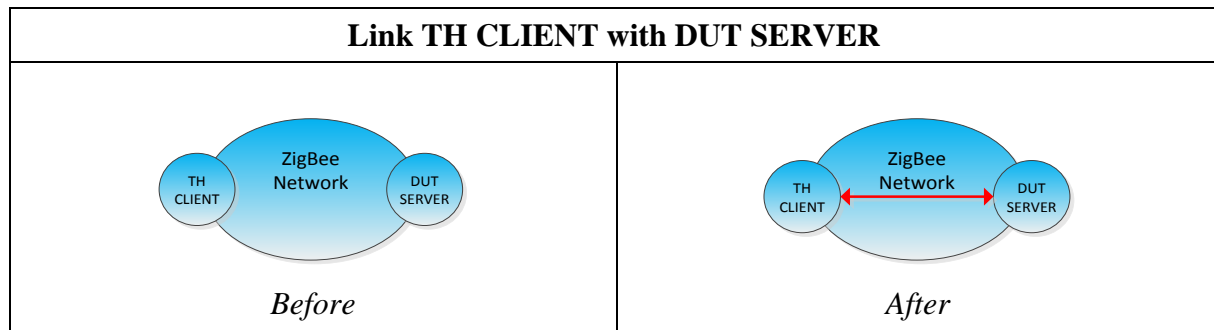 Link TH CLIENT with DUT SERVER
ZigBee
Network
TH
CLIENT
DUT
SERVER
Before
ZigBee
Network
TH
CLIENT
DUT
SERVER
After